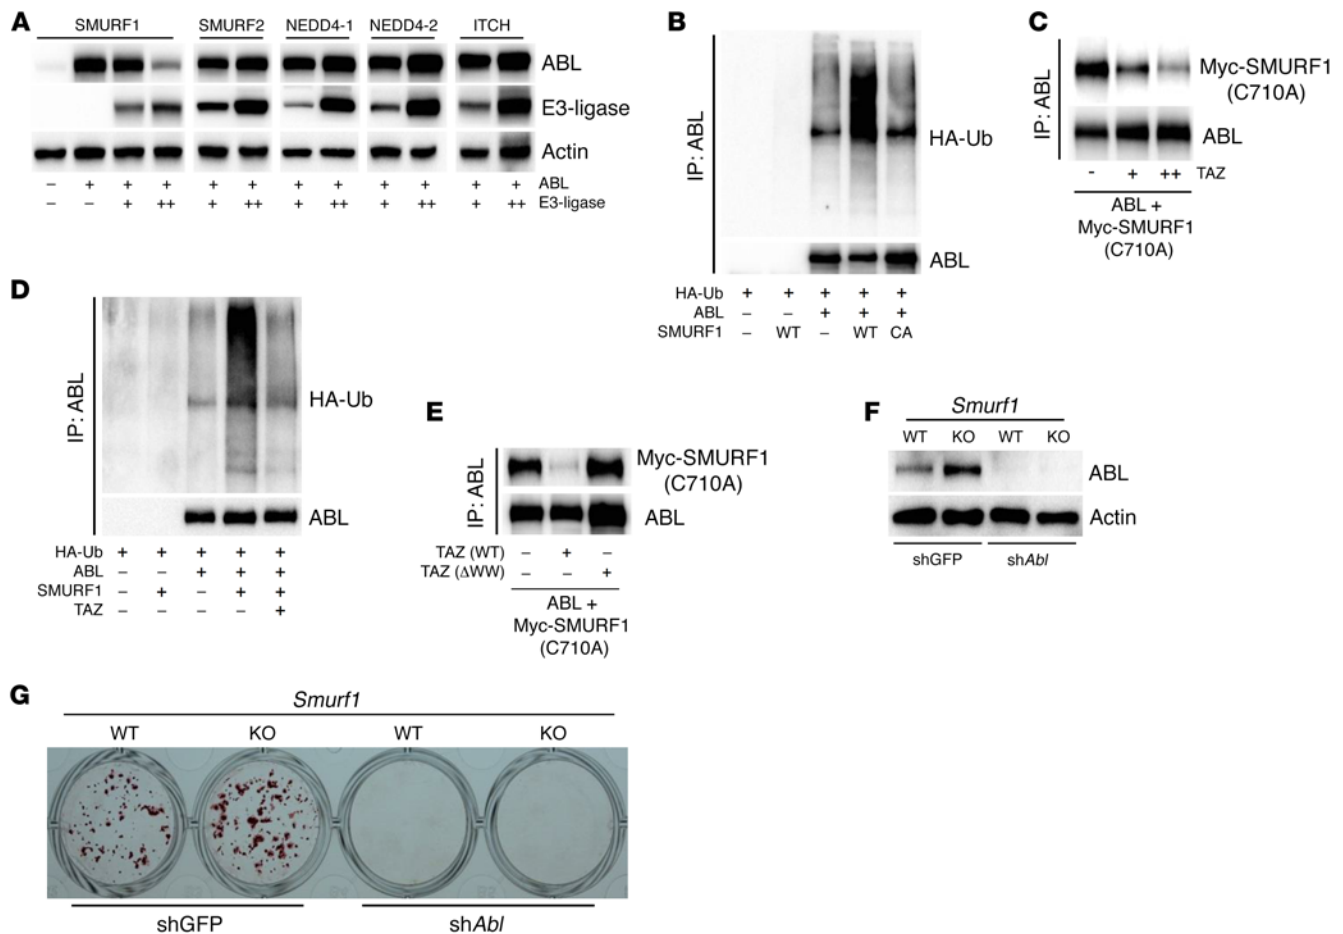 A
SMURF1 SMURF2 NEDD4-1 NEDD4-2 ITCH
ABL
E3-ligase
Actin
– + + + + + + + + + + + ABL
– – + ++ + ++ + ++ + ++ + ++ E3-ligase
B
IP: ABL
HA-Ub
ABL
HA-Ub + + + + +
ABL – – + + +
SMURF1 – WT – WT CA
C
IP: ABL
Myc-SMURF1
(C710A)
ABL
- + ++ TAZ
ABL +
Myc-SMURF1
(C710A)
D
IP: ABL
HA-Ub
ABL
HA-Ub + + + + +
ABL – – + + +
SMURF1 – + – + +
TAZ – – – – +
E
IP: ABL
Myc-SMURF1
(C710A)
ABL
TAZ (WT) – + –
TAZ (ΔWW) – – +
ABL +
Myc-SMURF1
(C710A)
F
Smurf1
WT KO WT KO
ABL
Actin
shGFP shAbl
G
Smurf1
WT KO WT KO
shGFP shAbl